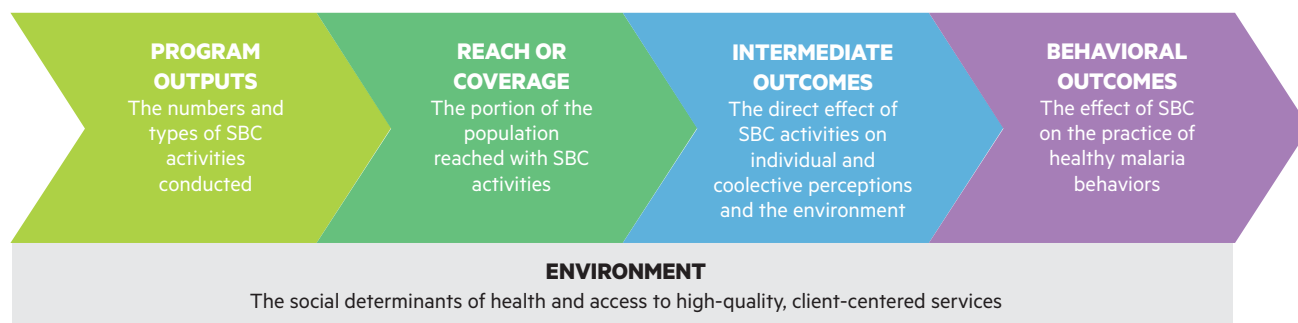 PROGRAM
OUTPUTS
The numbers and
types of SBC
activities
conducted
REACH OR
COVERAGE
The portion of the
population
reached with SBC
activities
INTERMEDIATE
OUTCOMES
The direct effect of
SBC activities on
individual and
coolective perceptions
and the environment
BEHAVIORAL
OUTCOMES
The effect of SBC
on the practice of
healthy malaria
behaviors
ENVIRONMENT
The social determinants of health and access to high-quality, client-centered services